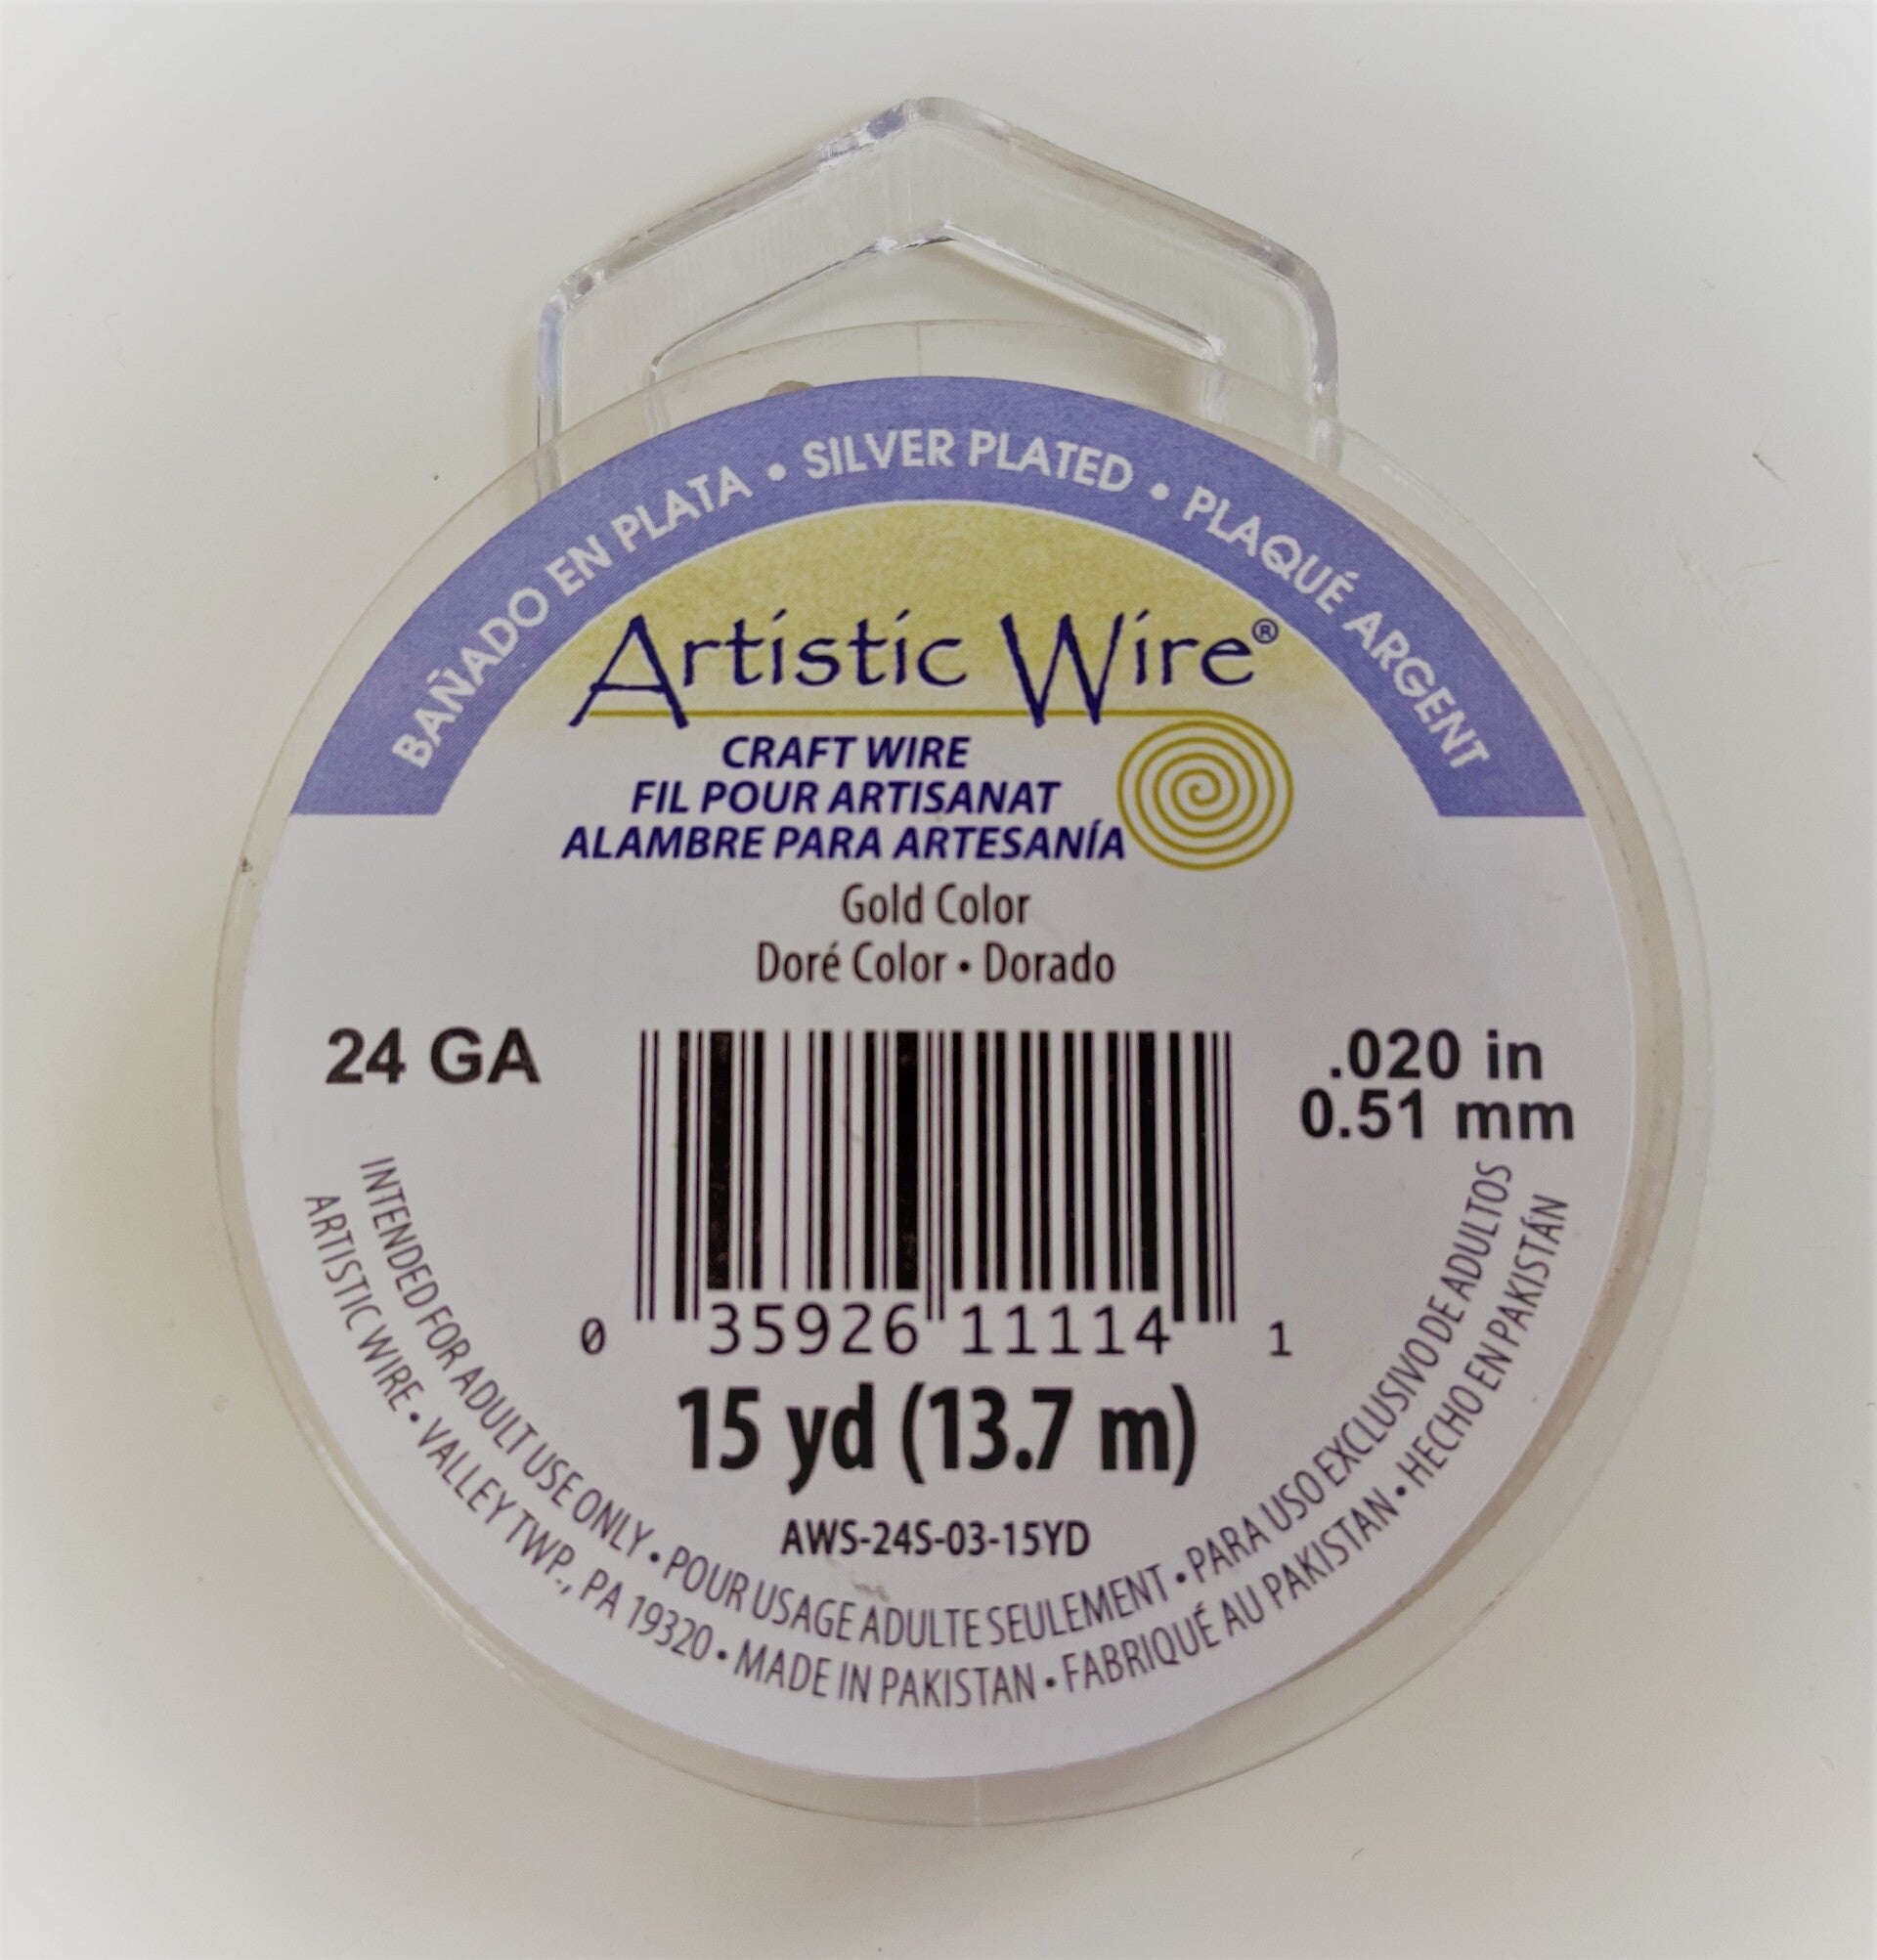 BAÑADO EN PLATA • SILVER PLATED • PLAQUÉ ARGENT
Artistic Wire®
CRAFT WIRE
FIL POUR ARTISANAT
ALAMBRE PARA ARTESANÍA
Gold Color
Doré Color • Dorado
24 GA
.020 in
0.51 mm
0 35926 11114 1
15 yd (13.7 m)
AWS-24S-03-15YD
INTENDED FOR ADULT USE ONLY • POUR USAGE ADULTE SEULEMENT • PARA USO EXCLUSIVO DE ADULTOS
ARTISTIC WIRE • VALLEY TWP., PA 19320 • MADE IN PAKISTAN • FABRIQUÉ AU PAKISTAN • HECHO EN PAKISTÁN